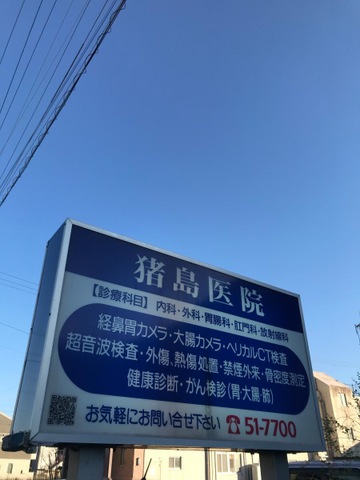 猪島医院
【診療科目】内科・外科・胃腸科・肛門科・放射線科
経鼻胃カメラ・大腸カメラ・ヘリカルCT検査
超音波検査・外傷、熱傷処置・禁煙外来・骨密度測定
健康診断・がん検診(胃・大腸・肺)
お気軽にお問い合せ下さい ☎51-7700